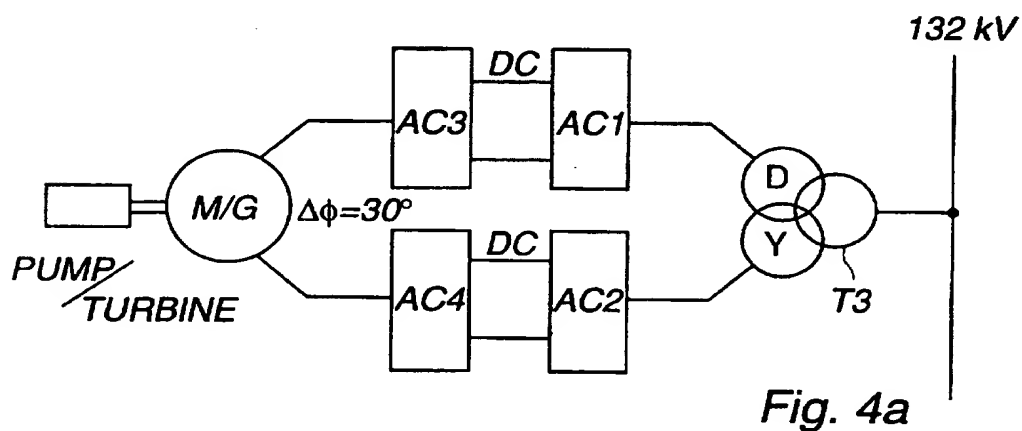 132 kV
DC
AC3
AC1
D
M/G
Δϕ=30°
Y
DC
PUMP/
TURBINE
AC4
AC2
T3
Fig. 4a